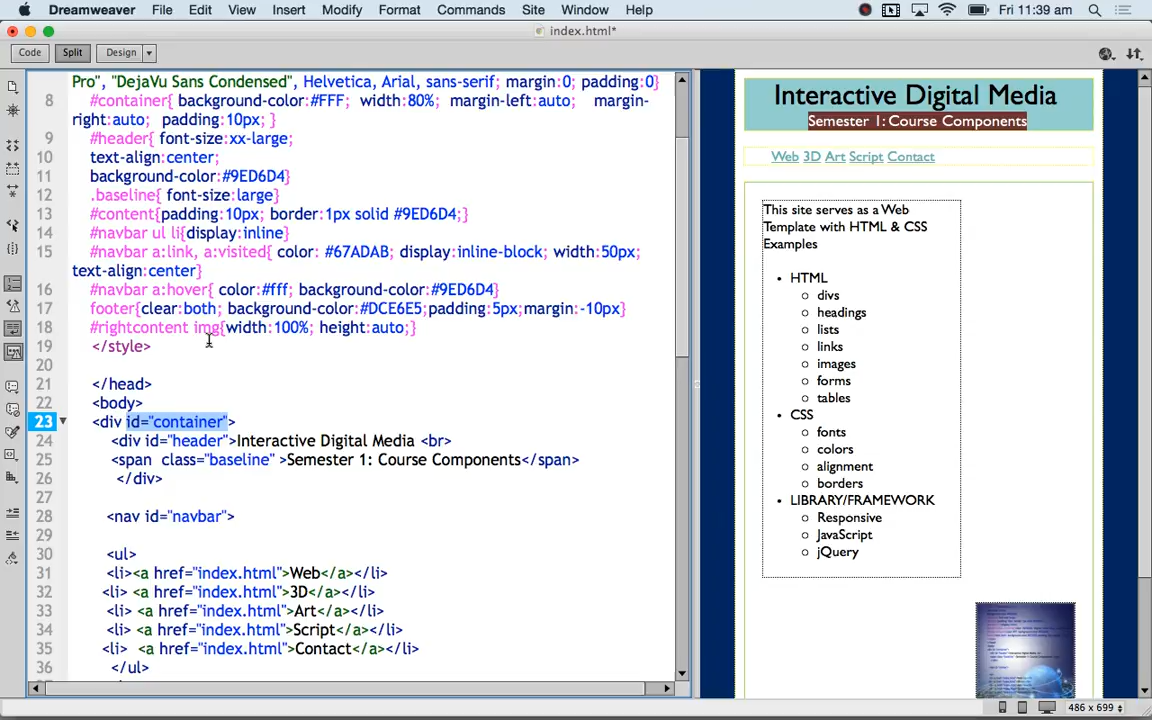 Dreamweaver File Edit View Insert Modify Format Commands Site Window Help Fri 11:39 am
index.html*
Code Split Design
Pro", "DejaVu Sans Condensed", Helvetica, Arial, sans-serif; margin:0; padding:0}
8 #container{ background-color:#FFF; width:80%; margin-left:auto; margin-
right:auto; padding:10px; }
9 #header{ font-size:xx-large;
10 text-align:center;
11 background-color:#9ED6D4}
12 .baseline{ font-size:large}
13 #content{padding:10px; border:1px solid #9ED6D4;}
14 #navbar ul li{display:inline}
15 #navbar a:link, a:visited{ color: #67ADAB; display:inline-block; width:50px;
text-align:center}
16 #navbar a:hover{ color:#fff; background-color:#9ED6D4}
17 footer{clear:both; background-color:#DCE6E5;padding:5px;margin:-10px}
18 #rightcontent img{width:100%; height:auto;}
19 </style>
20
21 </head>
22 <body>
23 <div id="container">
24 <div id="header">Interactive Digital Media <br>
25 <span class="baseline" >Semester 1: Course Components</span>
26 </div>
27
28 <nav id="navbar">
29
30 <ul>
31 <li><a href="index.html">Web</a></li>
32 <li> <a href="index.html">3D</a></li>
33 <li> <a href="index.html">Art</a></li>
34 <li> <a href="index.html">Script</a></li>
35 <li> <a href="index.html">Contact</a></li>
36 </ul>
Interactive Digital Media
Semester 1: Course Components
Web 3D Art Script Contact
This site serves as a Web
Template with HTML & CSS
Examples
• HTML
divs
headings
lists
links
images
forms
tables
• CSS
fonts
colors
alignment
borders
• LIBRARY/FRAMEWORK
Responsive
JavaScript
jQuery
486 x 699